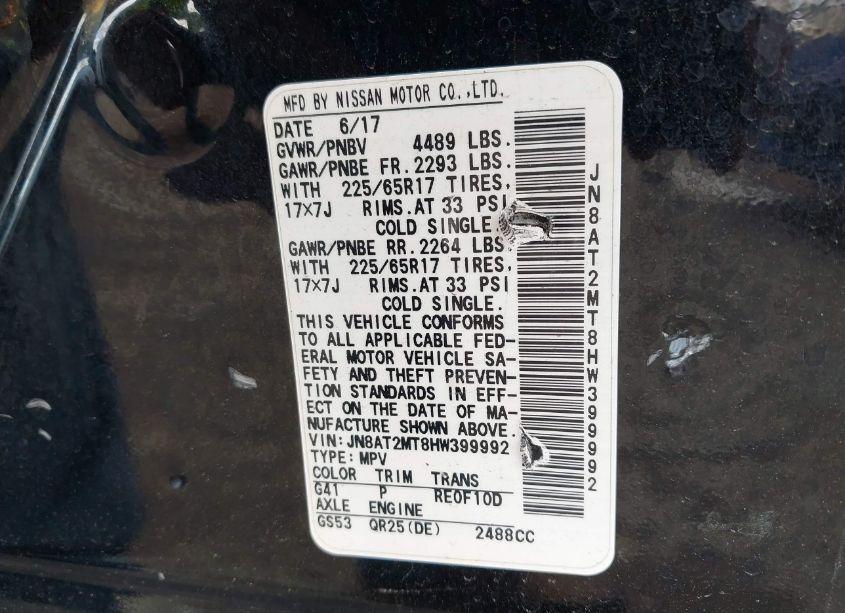 MFD BY NISSAN MOTOR CO.,LTD.
DATE 6/17
GVWR/PNBV 4489 LBS.
GAWR/PNBE FR. 2293 LBS.
WITH 225/65R17 TIRES,
17×7J RIMS. AT 33 PSI
COLD SINGLE
GAWR/PNBE RR. 2264 LBS.
WITH 225/65R17 TIRES,
17×7J RIMS. AT 33 PSI
COLD SINGLE.
THIS VEHICLE CONFORMS
TO ALL APPLICABLE FED-
ERAL MOTOR VEHICLE SA-
FETY AND THEFT PREVEN-
TION STANDARDS IN EFF-
ECT ON THE DATE OF MA-
NUFACTURE SHOWN ABOVE.
VIN: JN8AT2MT8HW399992
TYPE: MPV
COLOR TRIM TRANS
G41 P RE0F10D
AXLE ENGINE
GS53 QR25(DE) 2488CC
JN8AT2MT8HW399992